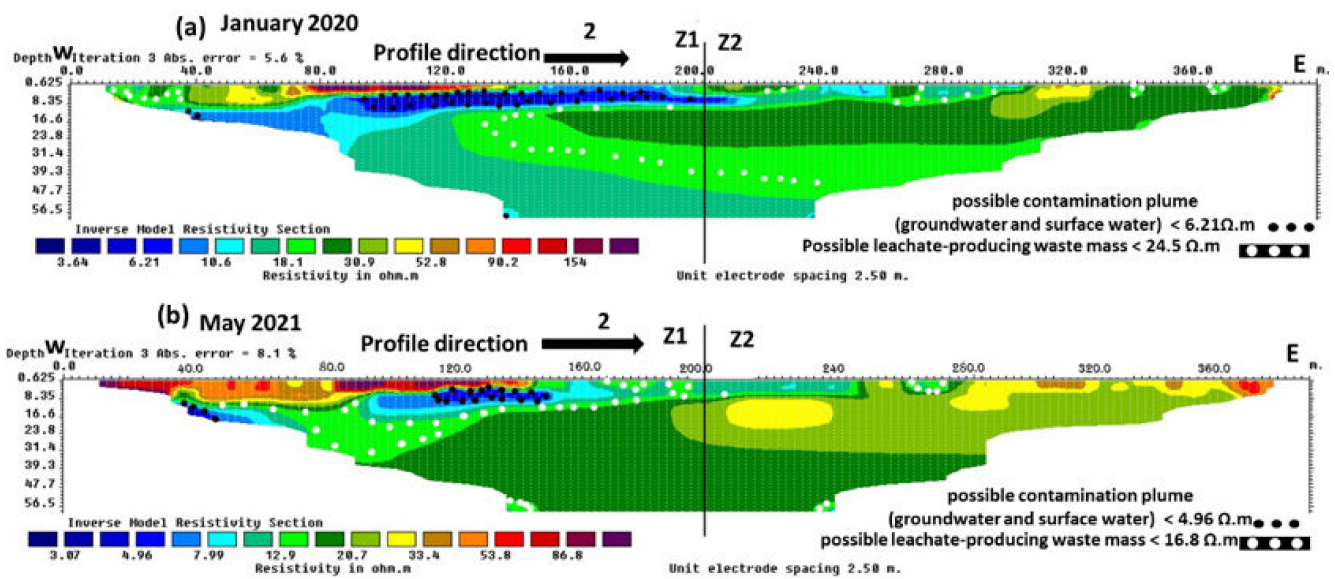 (a) January 2020
Profile direction 2 Z1 Z2
Depth W Iteration 3 Abs. error = 5.6 % E
0.0 40.0 80.0 120.0 160.0 200.0 240.0 280.0 320.0 360.0 m.
0.625
8.35
16.6
23.8
31.4
39.3
47.7
56.5
possible contamination plume
(groundwater and surface water) < 6.21Ω.m
Possible leachate-producing waste mass < 24.5 Ω.m
Inverse Model Resistivity Section
3.64 6.21 10.6 18.1 30.9 52.8 90.2 154
Resistivity in ohm.m
Unit electrode spacing 2.50 m.
(b) May 2021
Profile direction 2 Z1 Z2
Depth W Iteration 3 Abs. error = 8.1 % E
0.0 40.0 80.0 120.0 160.0 200.0 240 280.0 320.0 360.0 m.
0.625
8.35
16.6
23.8
31.4
39.3
47.7
56.5
possible contamination plume
(groundwater and surface water) < 4.96 Ω.m
possible leachate-producing waste mass < 16.8 Ω.m
Inverse Model Resistivity Section
3.07 4.96 7.99 12.9 20.7 33.4 53.8 86.8
Resistivity in ohm.m
Unit electrode spacing 2.50 m.